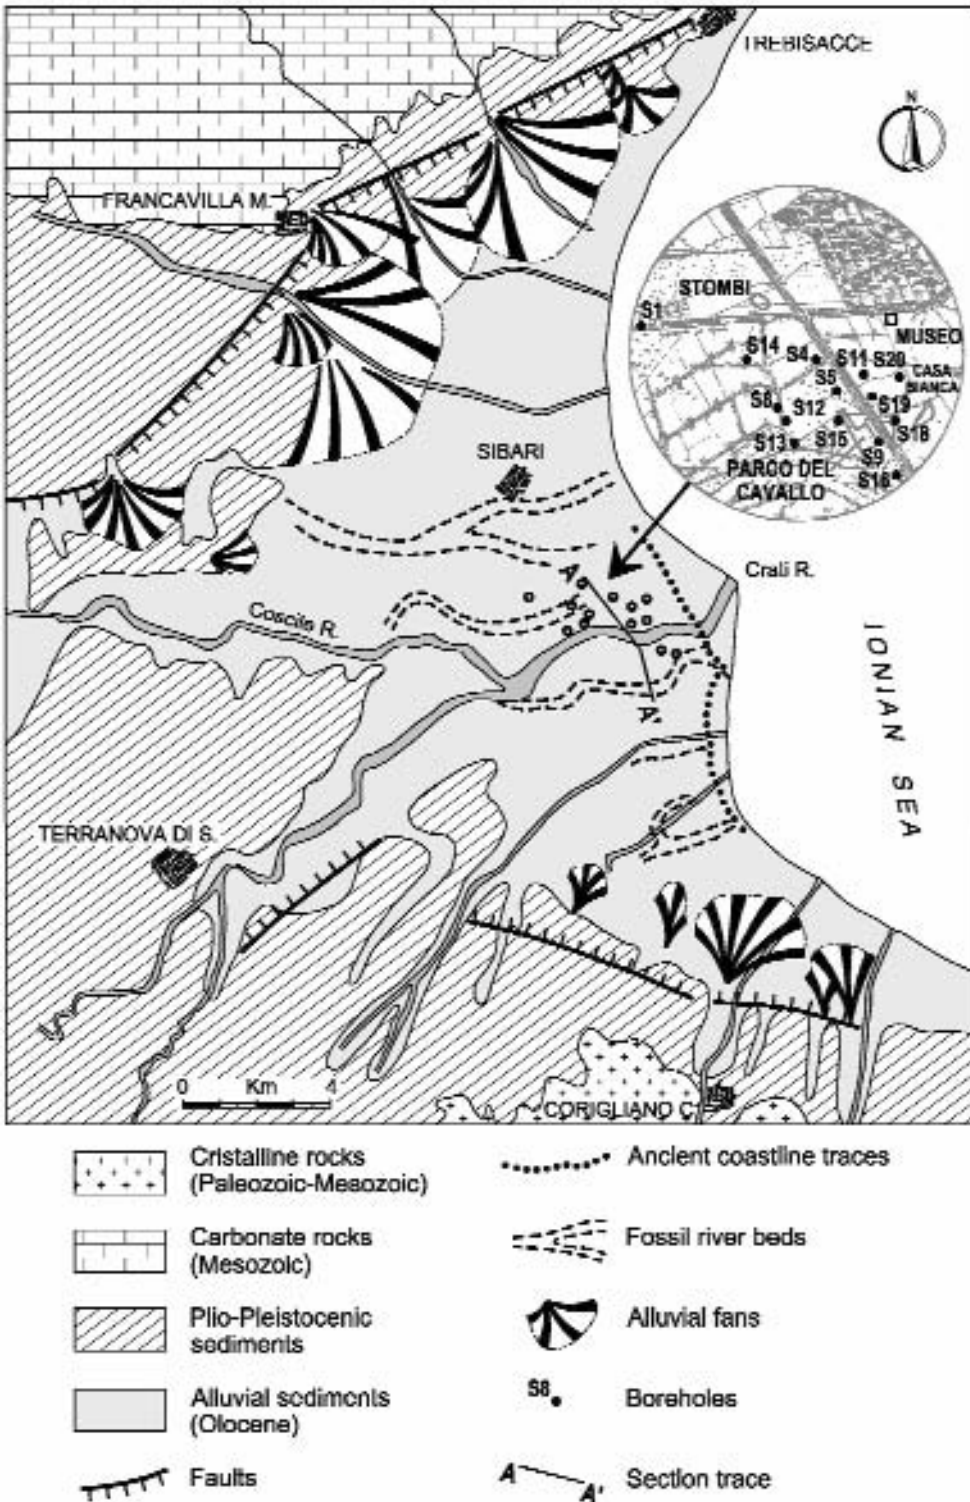 TREBISACCE
N
FRANCAVILLA M.
STOMBI
S1
MUSEO
S14
S4
S11
S20
CASA
BIANCA
S5
S8
S12
S19
S13
S15
S18
S9
PARCO DEL
CAVALLO
S16
SIBARI
Crati R.
A
Coscile R.
A'
IONIAN SEA
TERRANOVA DI S.
0 Km 4
CORIGLIANO C.
Cristalline rocks
(Paleozoic-Mesozoic)
Carbonate rocks
(Mesozoic)
Plio-Pleistocenic
sediments
Alluvial sediments
(Olocene)
Faults
Ancient coastline traces
Fossil river beds
Alluvial fans
S8
Boreholes
A
A'
Section trace